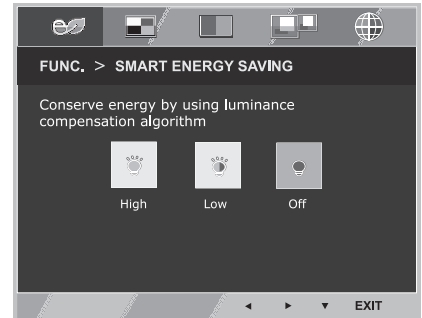 FUNC. > SMART ENERGY SAVING
Conserve energy by using luminance
compensation algorithm
High Low Off
EXIT